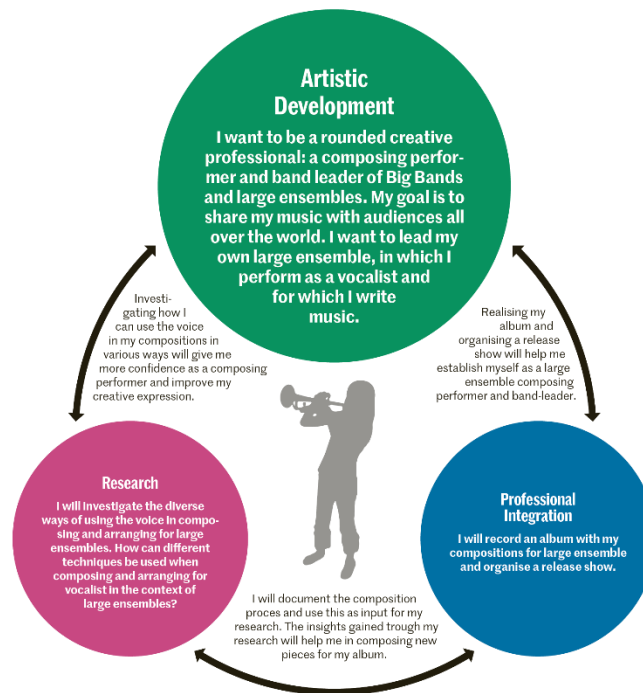 Artistic
Development
I want to be a rounded creative
professional: a composing perfor-
mer and band leader of Big Bands
and large ensembles. My goal is to
share my music with audiences all
over the world. I want to lead my
own large ensemble, in which I
perform as a vocalist and
for which I write
music.
Investi-
gating how I
can use the voice
in my compositions in
various ways will give me
more confidence as a composing
performer and improve my
creative expression.
Realising my
album and
organising a release
show will help me
establish myself as a large
ensemble composing
performer and band-leader.
Research
I will investigate the diverse
ways of using the voice in compo-
sing and arranging for large
ensembles. How can different
techniques be used when
composing and arranging for
vocalist in the context of
large ensembles?
Professional
Integration
I will record an album with my
compositions for large ensemble
and organise a release show.
I will document the composition
proces and use this as input for my
research. The insights gained trough my
research will help me in composing new
pieces for my album.